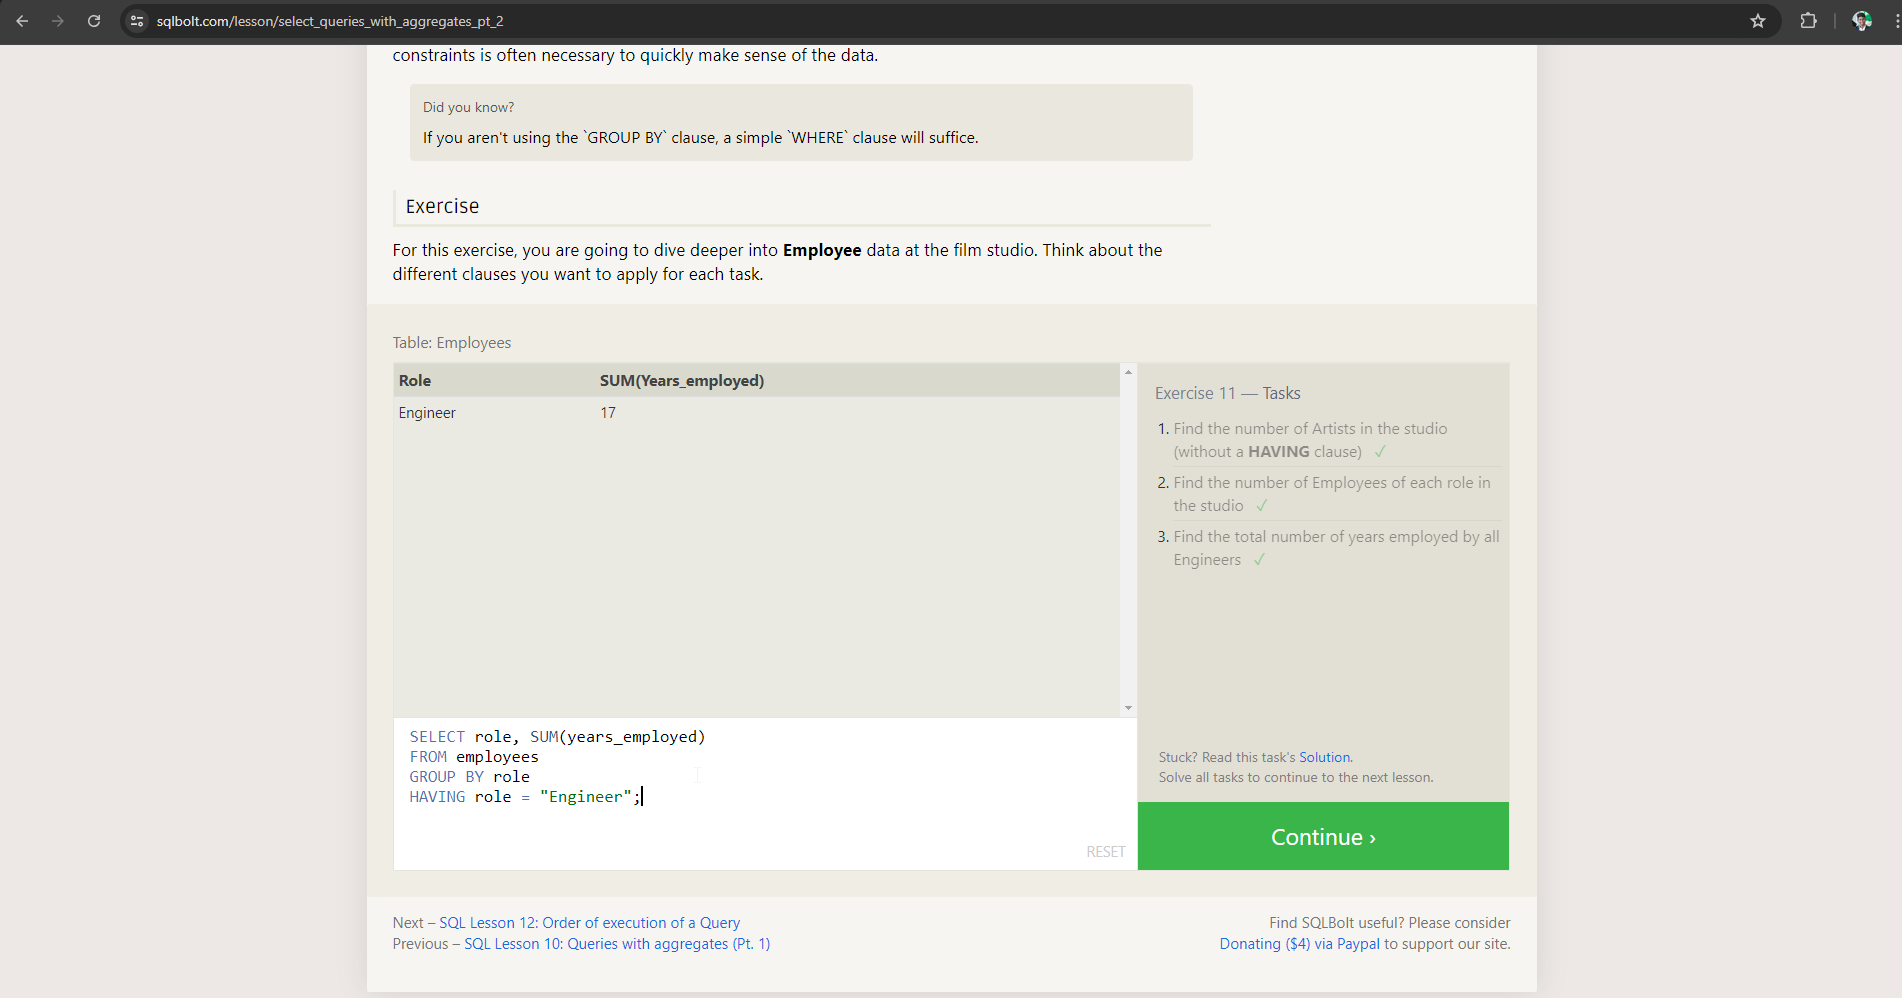 sqlbolt.com/lesson/select_queries_with_aggregates_pt_2
constraints is often necessary to quickly make sense of the data.
Did you know?
If you aren't using the `GROUP BY` clause, a simple `WHERE` clause will suffice.
Exercise
For this exercise, you are going to dive deeper into Employee data at the film studio. Think about the
different clauses you want to apply for each task.
Table: Employees
Role SUM(Years_employed)
Engineer 17
SELECT role, SUM(years_employed)
FROM employees
GROUP BY role
HAVING role = "Engineer";
RESET
Exercise 11 — Tasks
1. Find the number of Artists in the studio
(without a HAVING clause) ✓
2. Find the number of Employees of each role in
the studio ✓
3. Find the total number of years employed by all
Engineers ✓
Stuck? Read this task's Solution.
Solve all tasks to continue to the next lesson.
Continue ›
Next – SQL Lesson 12: Order of execution of a Query
Previous – SQL Lesson 10: Queries with aggregates (Pt. 1)
Find SQLBolt useful? Please consider
Donating ($4) via Paypal to support our site.